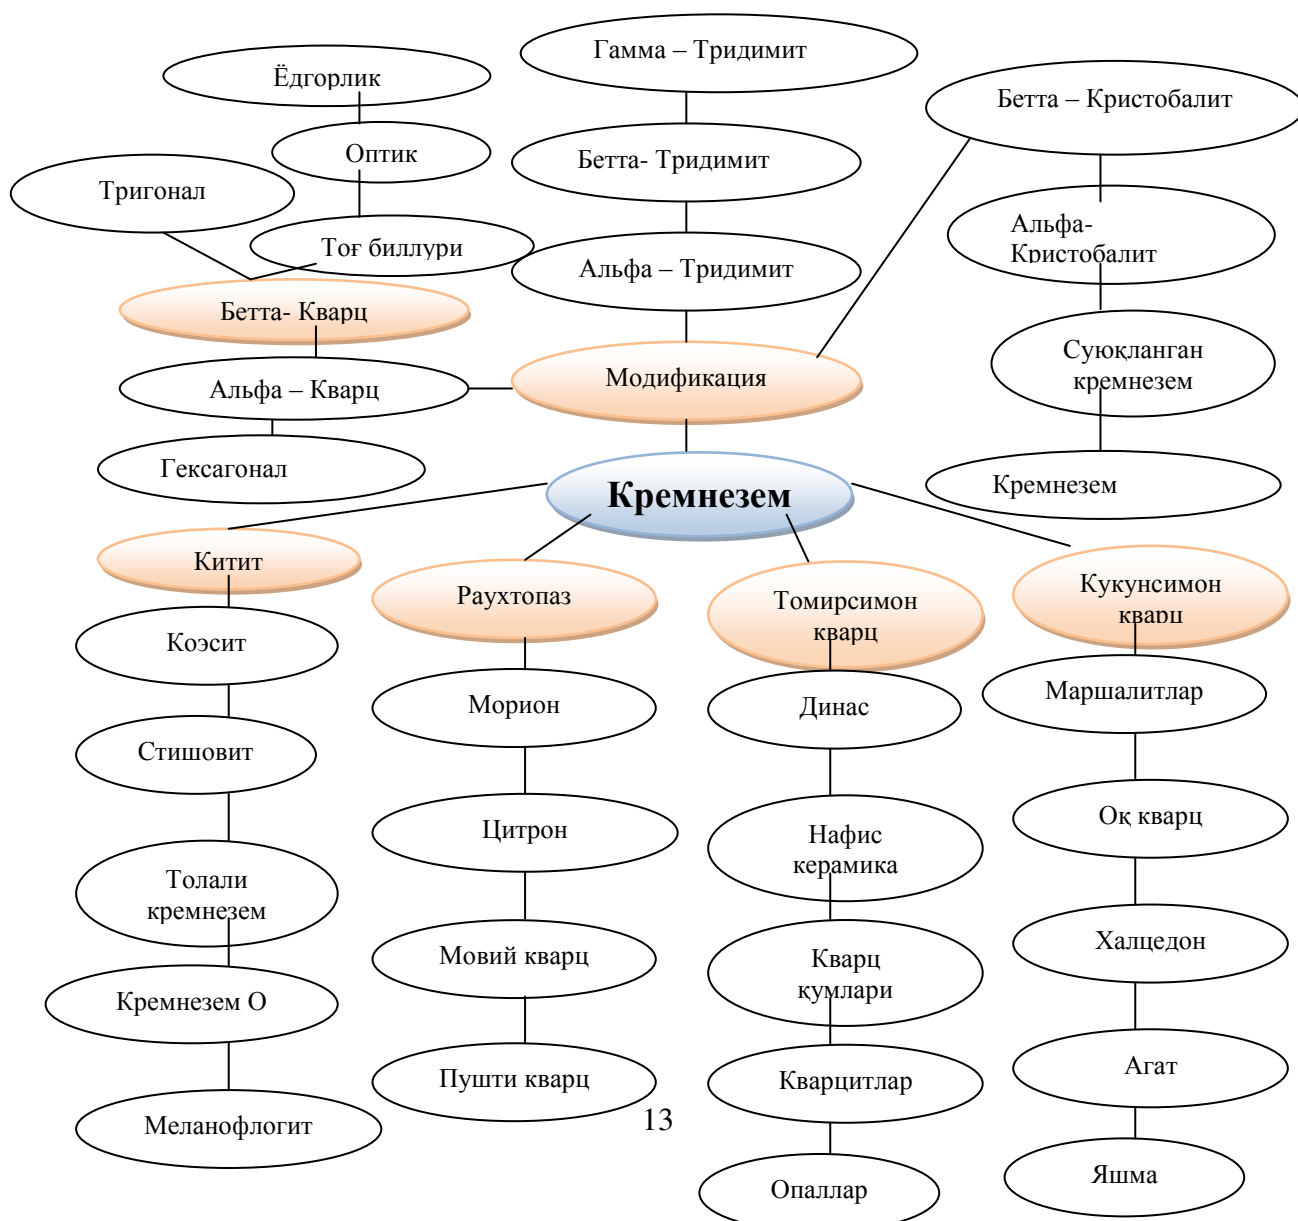 Гамма – Тридимит
Ёдгорлик
Бетта – Кристобалит
Оптик
Бетта- Тридимит
Тригонал
Тоғ биллури
Альфа-
Кристобалит
Альфа – Тридимит
Бетта- Кварц
Суюқланган
кремнезем
Альфа – Кварц
Модификация
Гексагонал
Кремнезем
Кремнезем
Китит
Раухтопаз
Томирсимон
кварц
Кукунсимон
кварц
Коэсит
Морион
Динас
Маршалитлар
Стишовит
Цитрон
Нафис
керамика
Оқ кварц
Толали
кремнезем
Мовий кварц
Кварц
қумлари
Халцедон
Кремнезем О
Пушти кварц
Кварцитлар
Агат
Меланофлогит
13
Опаллар
Яшма